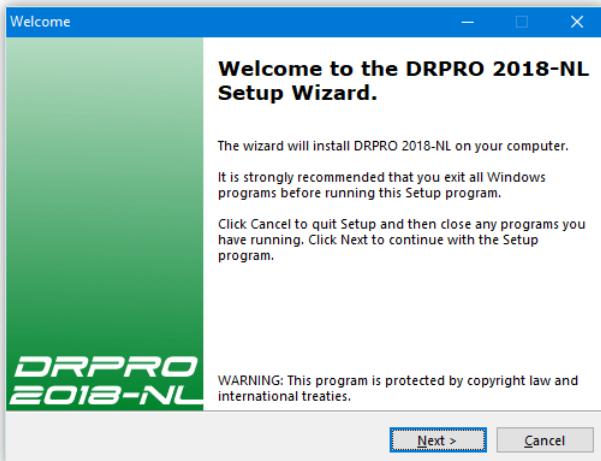 Welcome
Welcome to the DRPRO 2018-NL
Setup Wizard.
The wizard will install DRPRO 2018-NL on your computer.
It is strongly recommended that you exit all Windows
programs before running this Setup program.
Click Cancel to quit Setup and then close any programs you
have running. Click Next to continue with the Setup
program.
DRPRO
2018-NL
WARNING: This program is protected by copyright law and
international treaties.
Next >
Cancel